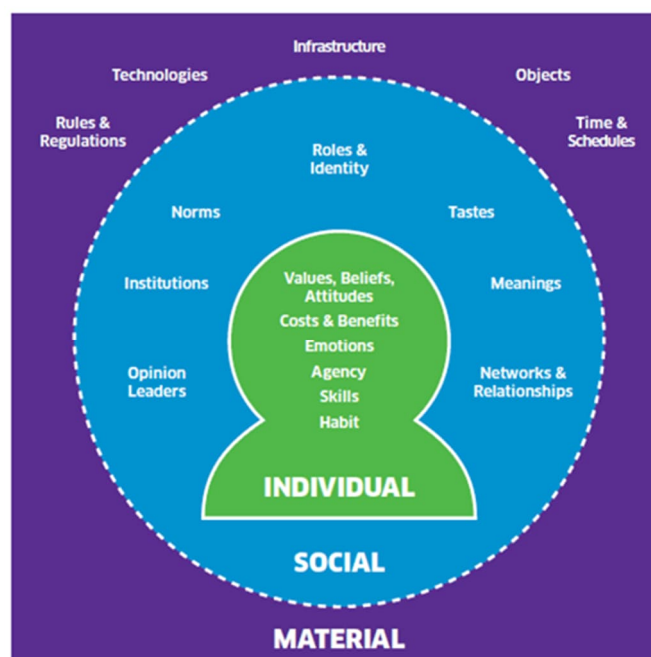 Infrastructure
Technologies
Objects
Rules &
Regulations
Time &
Schedules
Roles &
Identity
Norms
Tastes
Institutions
Values, Beliefs,
Attitudes
Meanings
Costs & Benefits
Emotions
Opinion
Leaders
Agency
Networks &
Relationships
Skills
Habit
INDIVIDUAL
SOCIAL
MATERIAL